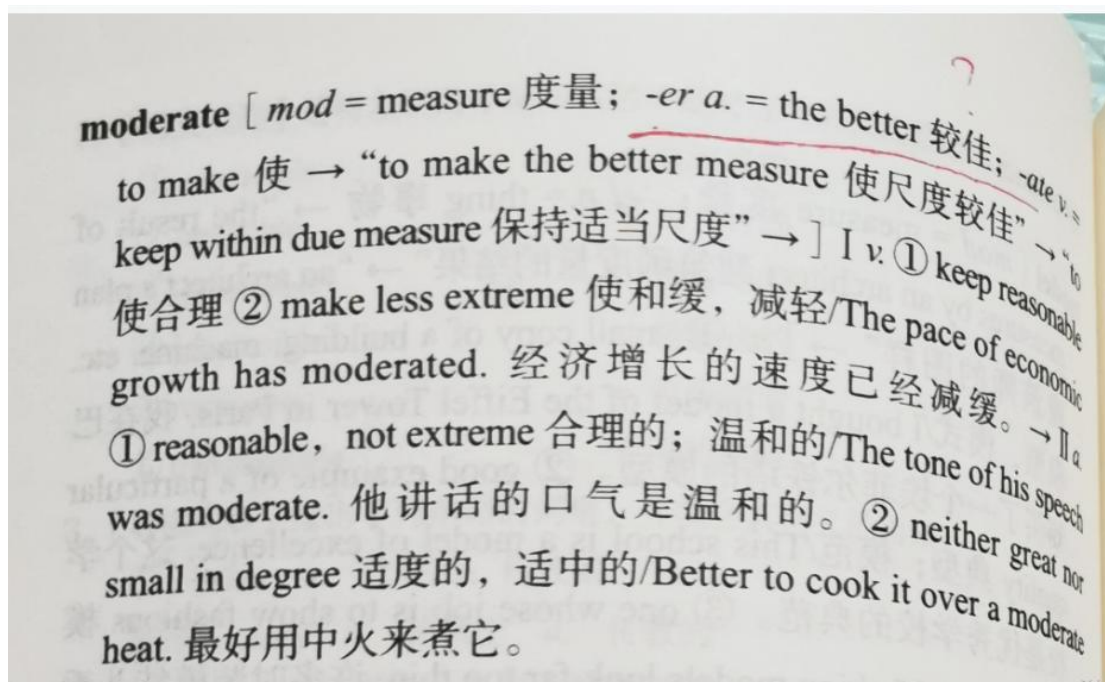 ?
moderate [ mod = measure 度量；-er a. = the better 较佳；-ate v. =
to make 使 → “to make the better measure 使尺度较佳” → “to
keep within due measure 保持适当尺度” → ] Ⅰ v. ① keep reasonable
使合理 ② make less extreme 使和缓，减轻/The pace of economic
growth has moderated. 经济增长的速度已经减缓。→ Ⅱ a
① reasonable，not extreme 合理的；温和的/The tone of his speech
was moderate. 他讲话的口气是温和的。② neither great nor
small in degree 适度的，适中的/Better to cook it over a moderate
heat. 最好用中火来煮它。